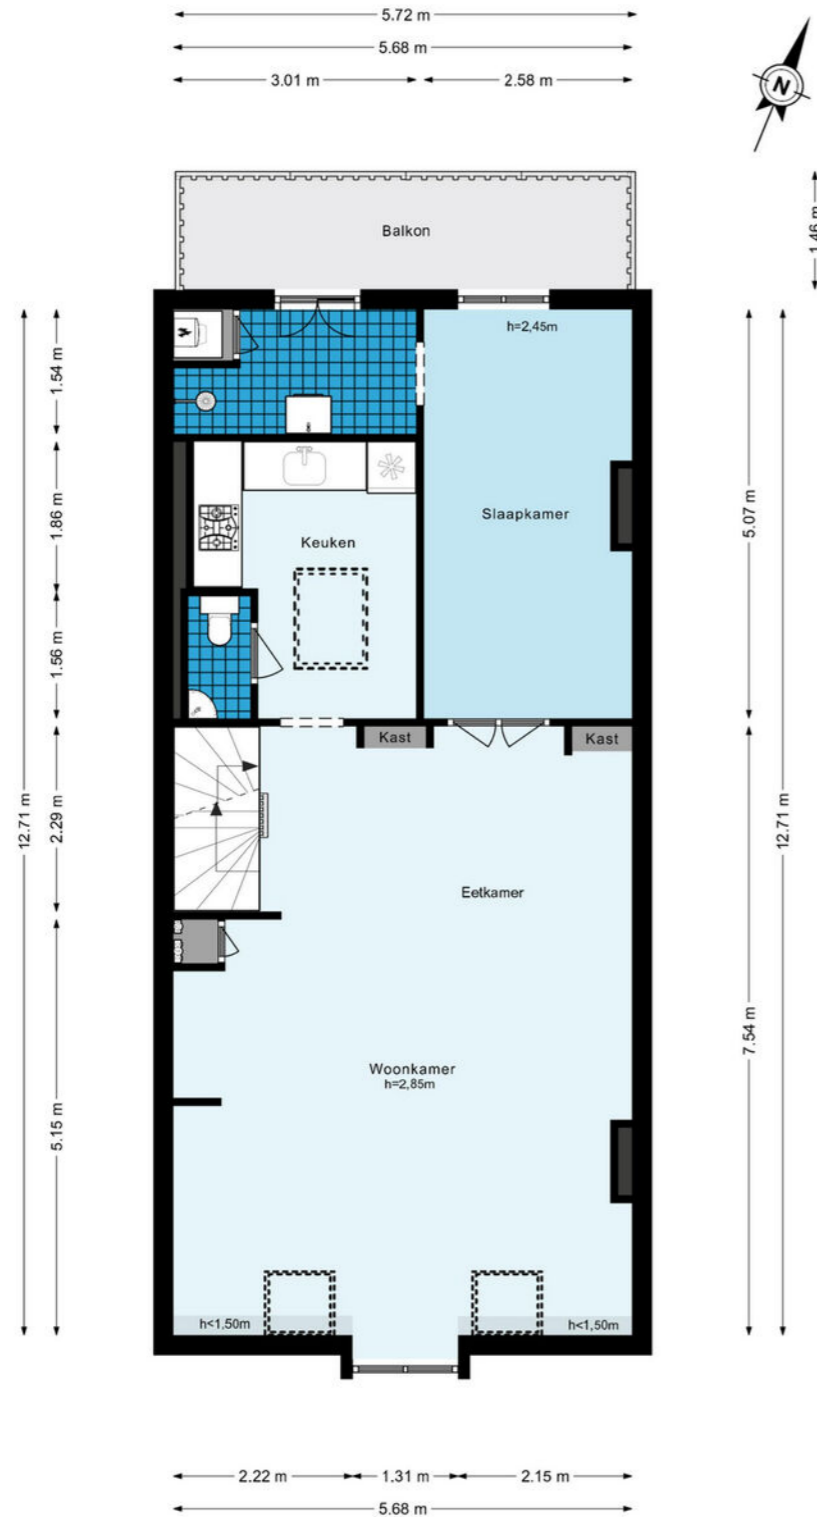 5.72 m
5.68 m
3.01 m
2.58 m
N
1.46 m
Balkon
h=2,45m
1.54 m
1.86 m
5.07 m
Slaapkamer
Keuken
1.56 m
Kast
Kast
12.71 m
2.29 m
12.71 m
Eetkamer
7.54 m
Woonkamer
h=2,85m
5.15 m
h<1,50m
h<1,50m
2.22 m
1.31 m
2.15 m
5.68 m